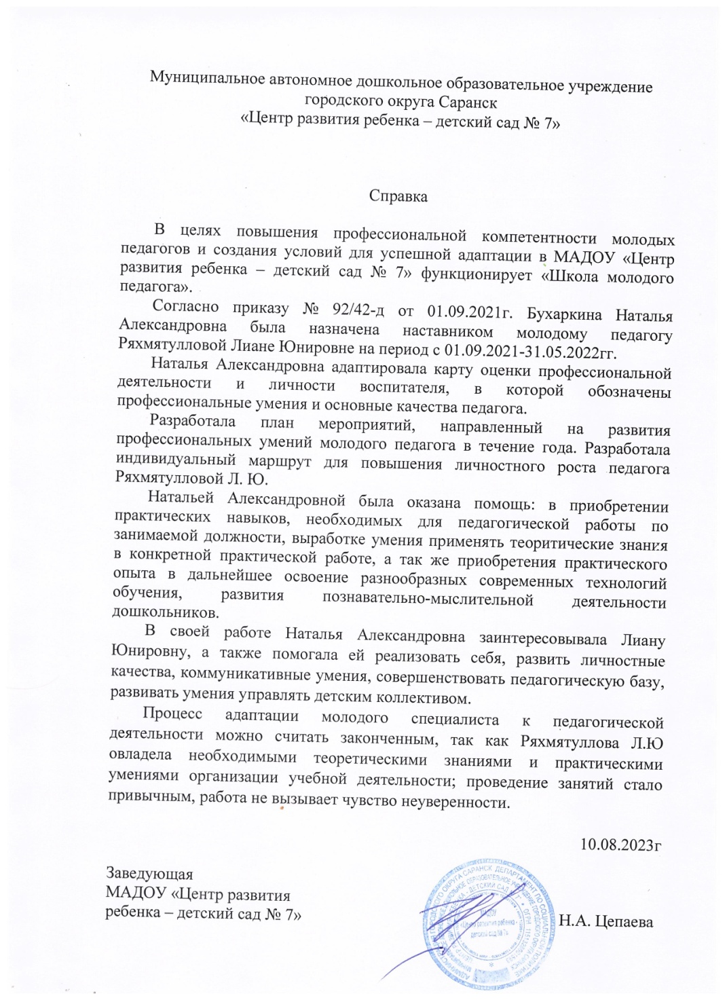 Муниципальное автономное дошкольное образовательное учреждение
городского округа Саранск
«Центр развития ребенка – детский сад № 7»
Справка
В целях повышения профессиональной компетентности молодых
педагогов и создания условий для успешной адаптации в МАДОУ «Центр
развития ребенка – детский сад № 7» функционирует «Школа молодого
педагога».
Согласно приказу № 92/42-д от 01.09.2021г. Бухаркина Наталья
Александровна была назначена наставником молодому педагогу
Ряхмятулловой Лиане Юнировне на период с 01.09.2021-31.05.2022гг.
Наталья Александровна адаптировала карту оценки профессиональной
деятельности и личности воспитателя, в которой обозначены
профессиональные умения и основные качества педагога.
Разработала план мероприятий, направленный на развития
профессиональных умений молодого педагога в течение года. Разработала
индивидуальный маршрут для повышения личностного роста педагога
Ряхмятулловой Л. Ю.
Натальей Александровной была оказана помощь: в приобретении
практических навыков, необходимых для педагогической работы по
занимаемой должности, выработке умения применять теоритические знания
в конкретной практической работе, а так же приобретения практического
опыта в дальнейшее освоение разнообразных современных технологий
обучения, развития познавательно-мыслительной деятельности
дошкольников.
В своей работе Наталья Александровна заинтересовывала Лиану
Юнировну, а также помогала ей реализовать себя, развить личностные
качества, коммуникативные умения, совершенствовать педагогическую базу,
развивать умения управлять детским коллективом.
Процесс адаптации молодого специалиста к педагогической
деятельности можно считать законченным, так как Ряхмятуллова Л.Ю
овладела необходимыми теоретическими знаниями и практическими
умениями организации учебной деятельности; проведение занятий стало
привычным, работа не вызывает чувство неуверенности.
10.08.2023г
Заведующая
МАДОУ «Центр развития
ребенка – детский сад № 7»
Н.А. Цепаева
МАДОУ
«Центр развития ребенка -
детский сад № 7»